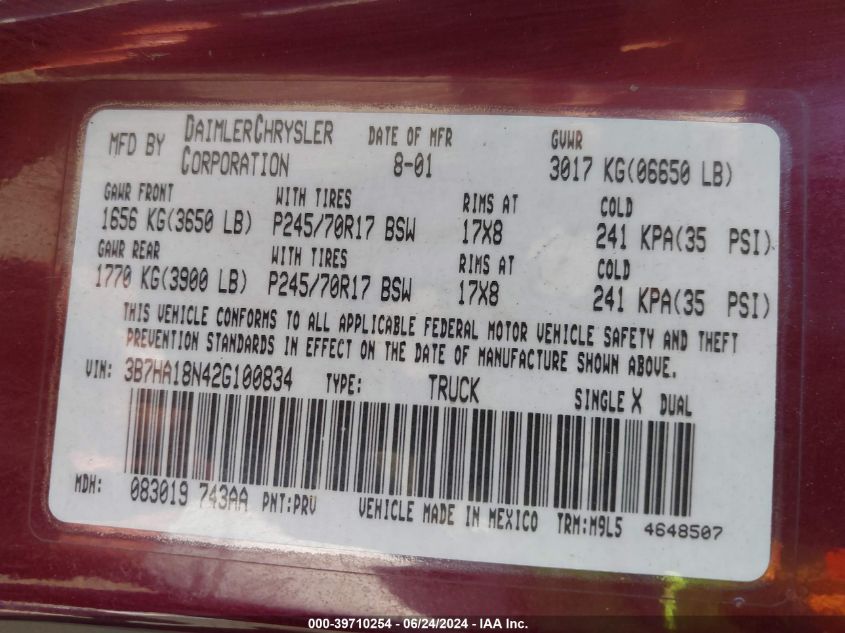 MFD BY DAIMLERCHRYSLER CORPORATION DATE OF MFR 8-01 GVWR 3017 KG(06650 LB)
GAWR FRONT WITH TIRES RIMS AT COLD
1656 KG(3650 LB) P245/70R17 BSW 17X8 241 KPA(35 PSI)
GAWR REAR WITH TIRES RIMS AT COLD
1770 KG(3900 LB) P245/70R17 BSW 17X8 241 KPA(35 PSI)
THIS VEHICLE CONFORMS TO ALL APPLICABLE FEDERAL MOTOR VEHICLE SAFETY AND THEFT
PREVENTION STANDARDS IN EFFECT ON THE DATE OF MANUFACTURE SHOWN ABOVE.
VIN: 3B7HA18N42G100834 TYPE: TRUCK SINGLE X DUAL
MDH: 083019 743AA PNT:PRV VEHICLE MADE IN MEXICO TRM:M9L5 4648507
000-39710254 - 06/24/2024 - IAA Inc.